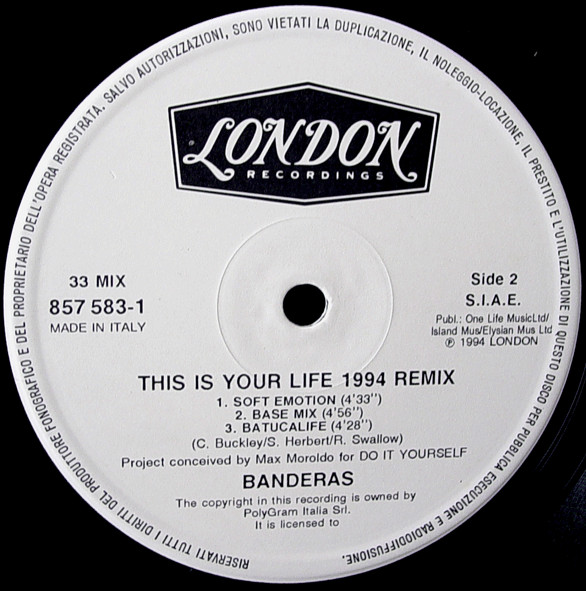 RISERVATI TUTTI I DIRITTI DEL PRODUTTORE FONOGRAFICO E DEL PROPRIETARIO DELL'OPERA REGISTRATA. SALVO AUTORIZZAZIONI, SONO VIETATI LA DUPLICAZIONE, IL NOLEGGIO-LOCAZIONE, IL PRESTITO E L'UTILIZZAZIONE DI QUESTO DISCO PER PUBBLICA ESECUZIONE E RADIODIFFUSIONE.
LONDON
RECORDINGS
33 MIX
857 583-1
MADE IN ITALY
Side 2
S.I.A.E.
Publ.: One Life MusicLtd/
Island Mus/Elysian Mus Ltd
℗ 1994 LONDON
THIS IS YOUR LIFE 1994 REMIX
1. SOFT EMOTION (4'33'')
2. BASE MIX (4'56'')
3. BATUCALIFE (4'28'')
(C. Buckley/S. Herbert/R. Swallow)
Project conceived by Max Moroldo for DO IT YOURSELF
BANDERAS
The copyright in this recording is owned by
PolyGram Italia Srl.
It is licensed to